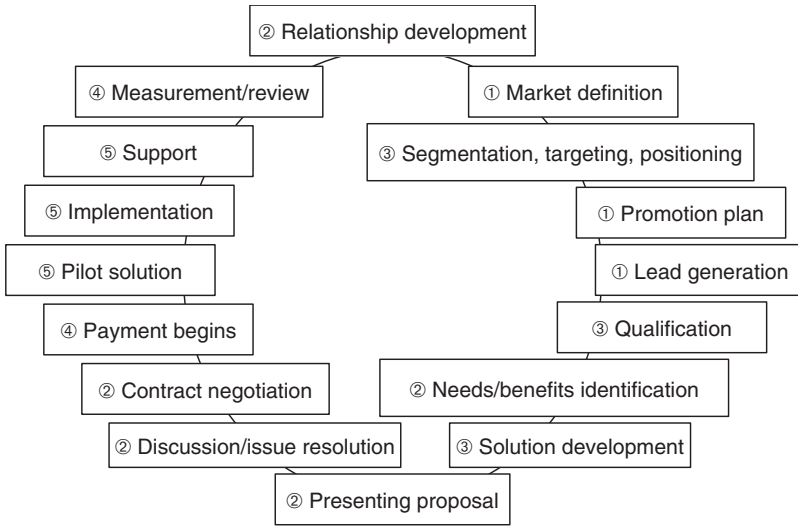 ② Relationship development
④ Measurement/review
① Market definition
⑤ Support
③ Segmentation, targeting, positioning
⑤ Implementation
① Promotion plan
⑤ Pilot solution
① Lead generation
④ Payment begins
③ Qualification
② Contract negotiation
② Needs/benefits identification
② Discussion/issue resolution
③ Solution development
② Presenting proposal